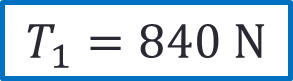 T₁ = 840 N